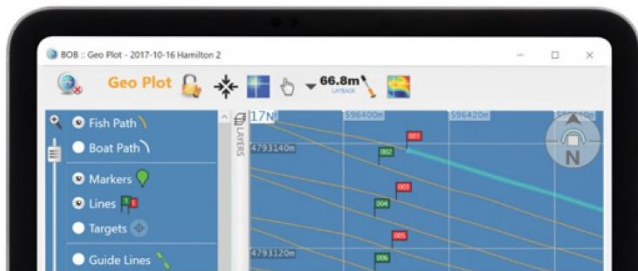 BOB :: Geo Plot - 2017-10-16 Hamilton 2
Geo Plot
66.8m
LAYBACK
Fish Path
Boat Path
Markers
Lines
Targets
Guide Lines
LAYERS
17N
596400m
596420m
4793140m
4793120m
001
002
003
004
005
006
N